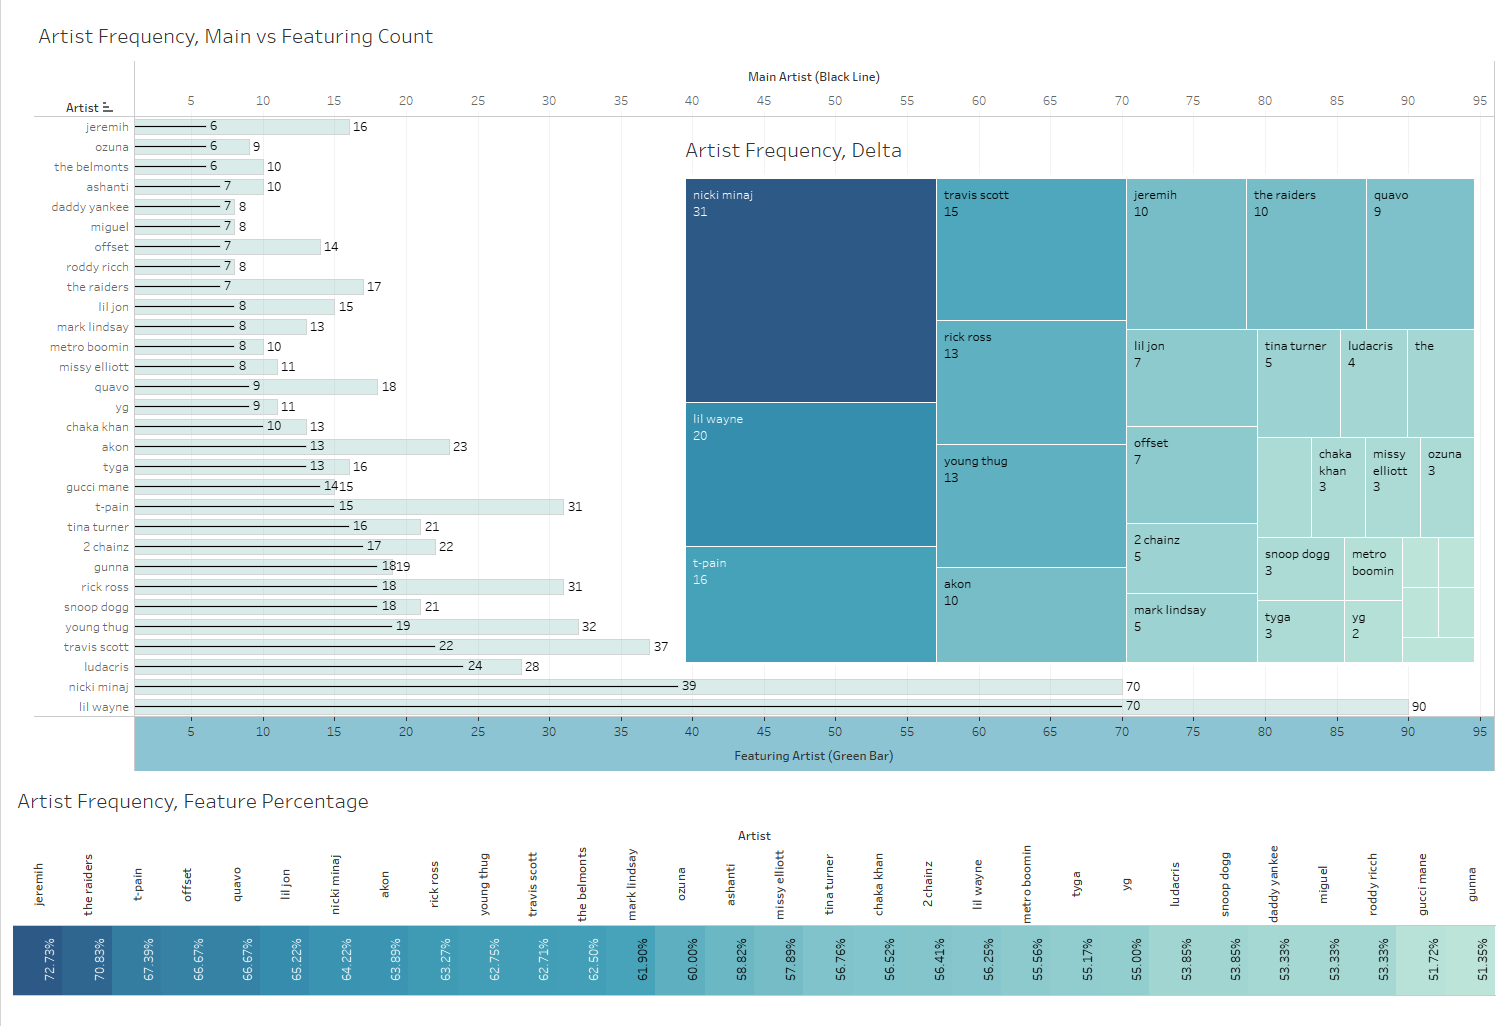 Artist Frequency, Main vs Featuring Count
Main Artist (Black Line)
Artist
5 10 15 20 25 30 35 40 45 50 55 60 65 70 75 80 85 90 95
jeremih 6 16
ozuna 6 9
the belmonts 6 10
ashanti 7 10
daddy yankee 7 8
miguel 7 8
offset 7 14
roddy ricch 7 8
the raiders 7 17
lil jon 8 15
mark lindsay 8 13
metro boomin 8 10
missy elliott 8 11
quavo 9 18
yg 9 11
chaka khan 10 13
akon 13 23
tyga 13 16
gucci mane 14 15
t-pain 15 31
tina turner 16 21
2 chainz 17 22
gunna 18 19
rick ross 18 31
snoop dogg 18 21
young thug 19 32
travis scott 22 37
ludacris 24 28
nicki minaj 39 70
lil wayne 70 90
5 10 15 20 25 30 35 40 45 50 55 60 65 70 75 80 85 90 95
Featuring Artist (Green Bar)
Artist Frequency, Delta
nicki minaj
31
lil wayne
20
t-pain
16
travis scott
15
rick ross
13
young thug
13
akon
10
jeremih
10
the raiders
10
quavo
9
lil jon
7
offset
7
2 chainz
5
mark lindsay
5
tina turner
5
ludacris
4
the
chaka
khan
3
missy
elliott
3
ozuna
3
snoop dogg
3
tyga
3
metro
boomin
yg
2
Artist Frequency, Feature Percentage
Artist
jeremih the raiders t-pain offset quavo lil jon nicki minaj akon rick ross young thug travis scott the belmonts mark lindsay ozuna ashanti missy elliott tina turner chaka khan 2 chainz lil wayne metro boomin tyga yg ludacris snoop dogg daddy yankee miguel roddy ricch gucci mane gunna
72.73% 70.83% 67.39% 66.67% 66.67% 65.22% 64.22% 63.89% 63.27% 62.75% 62.71% 62.50% 61.90% 60.00% 58.82% 57.89% 56.76% 56.52% 56.41% 56.25% 55.56% 55.17% 55.00% 53.85% 53.85% 53.33% 53.33% 53.33% 51.72% 51.35%